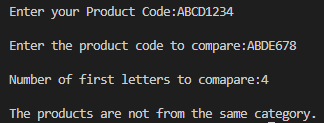 Enter your Product Code:ABCD1234
Enter the product code to compare:ABDE678
Number of first letters to comapare:4
The products are not from the same category.